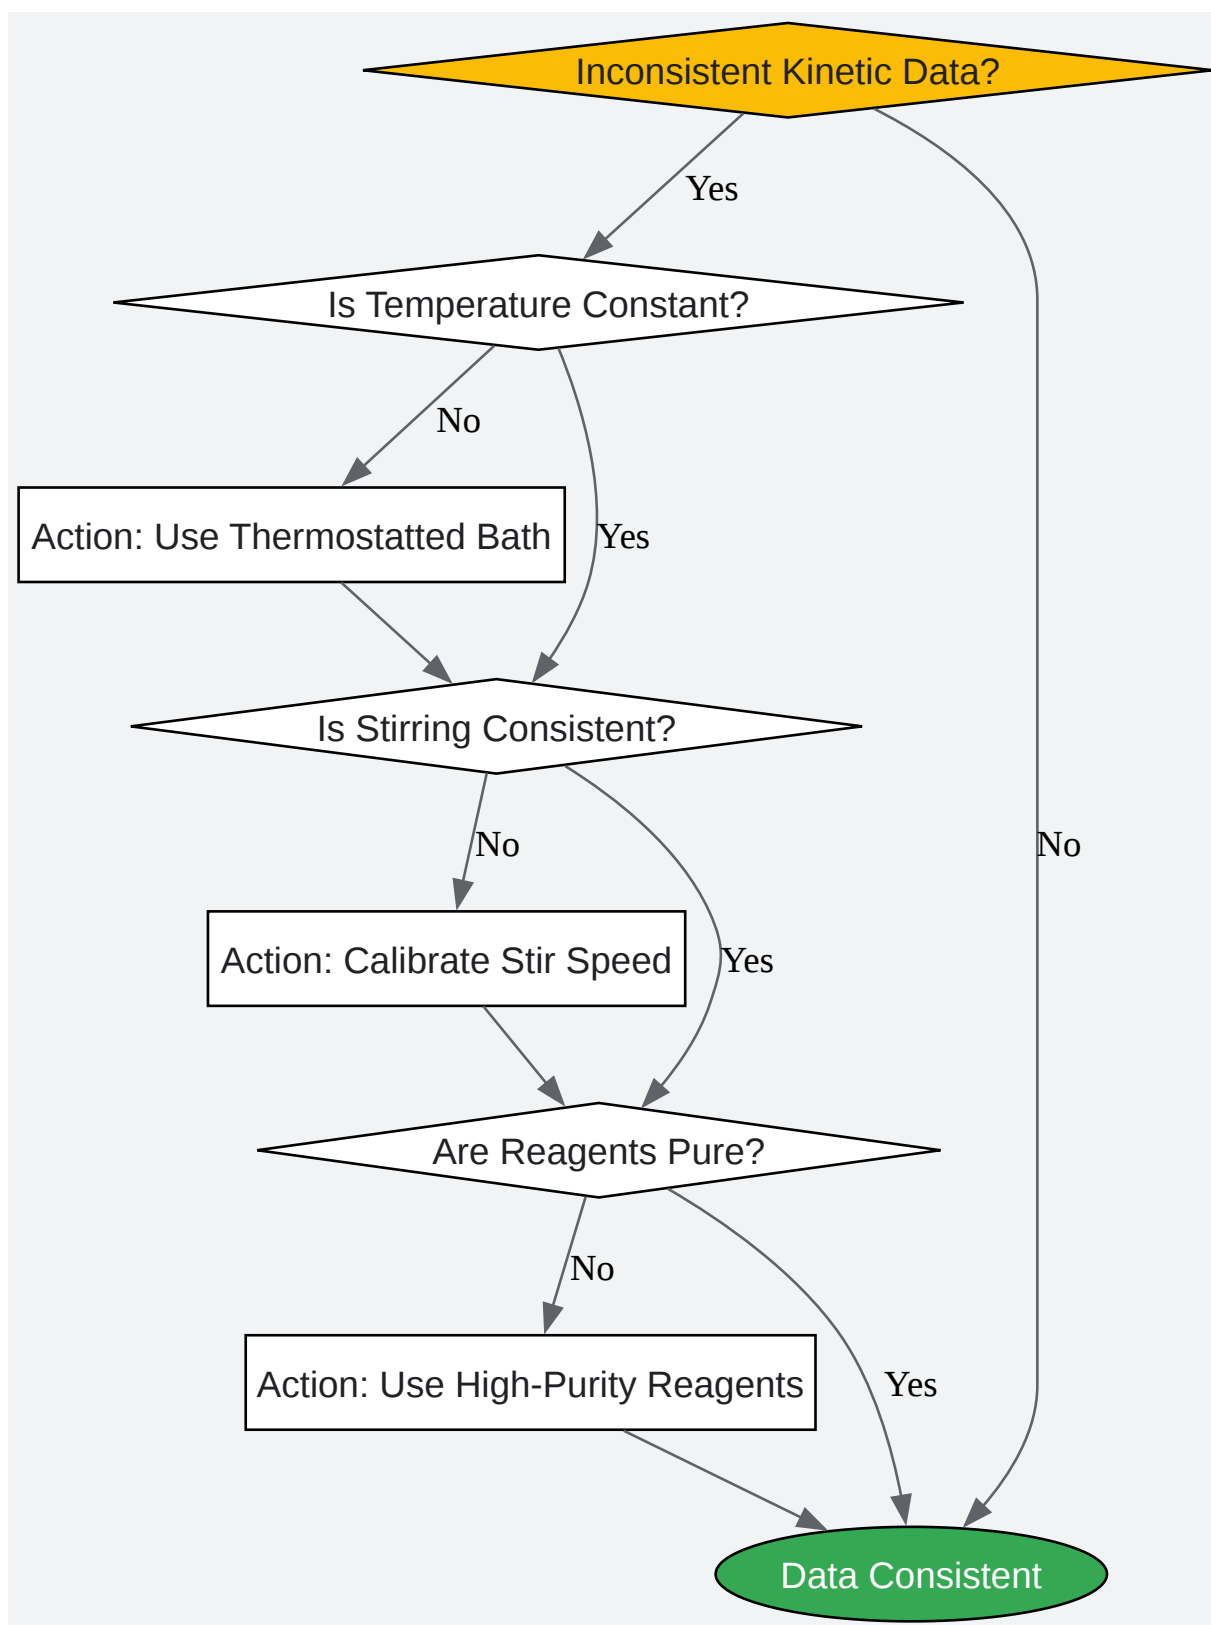 Inconsistent Kinetic Data?
Yes
Is Temperature Constant?
No
Action: Use Thermostatted Bath
Yes
Is Stirring Consistent?
No
No
Action: Calibrate Stir Speed
Yes
Are Reagents Pure?
No
Action: Use High-Purity Reagents
Yes
Data Consistent